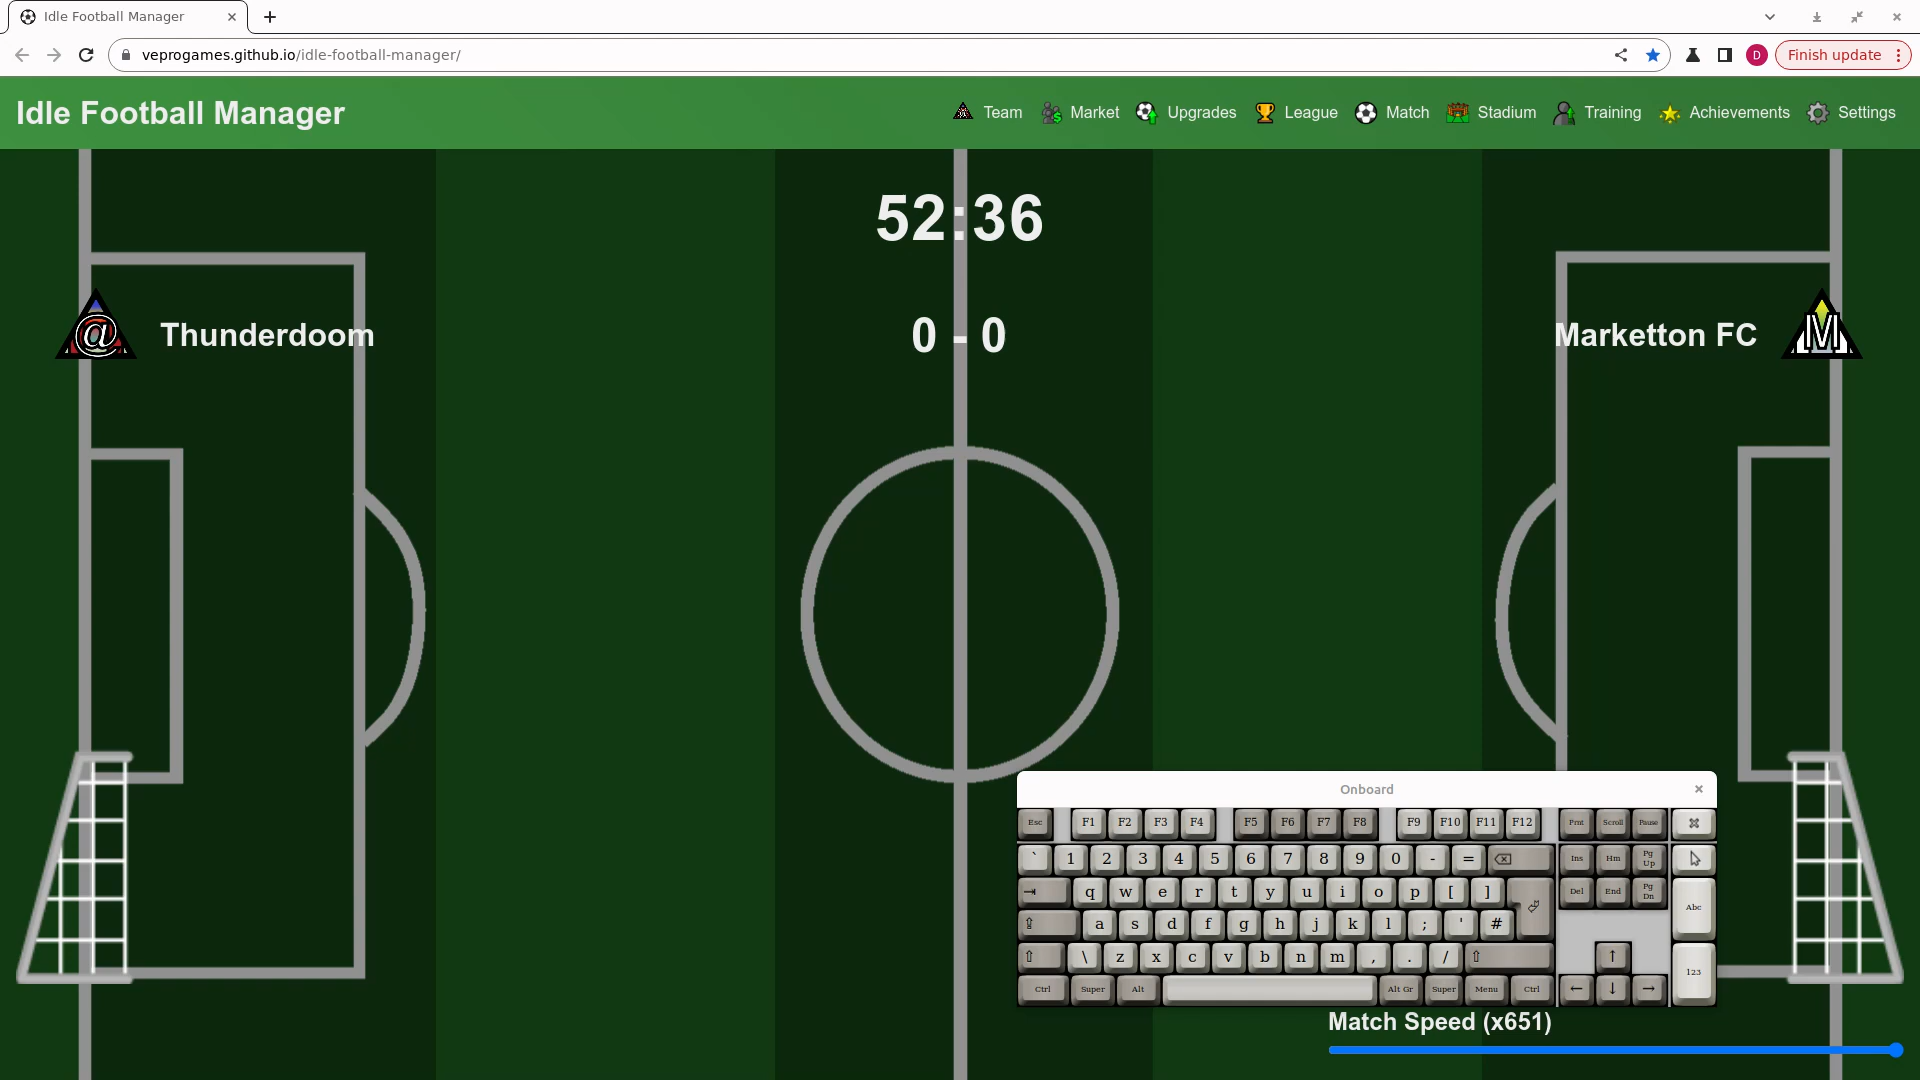 Idle Football Manager
veprogames.github.io/idle-football-manager/
D
Finish update
Idle Football Manager
Team
Market
Upgrades
League
Match
Stadium
Training
Achievements
Settings
52:36
@
Thunderdoom
0 - 0
Marketton FC
M
Onboard
Esc F1 F2 F3 F4 F5 F6 F7 F8 F9 F10 F11 F12 Prnt Scroll Pause
` 1 2 3 4 5 6 7 8 9 0 - = Ins Hm Pg Up
q w e r t y u i o p [ ] Del End Pg Dn
Abc
a s d f g h j k l ; ' #
\ z x c v b n m , . / ↑
123
Ctrl Super Alt Alt Gr Super Menu Ctrl ← ↓ →
Match Speed (x651)